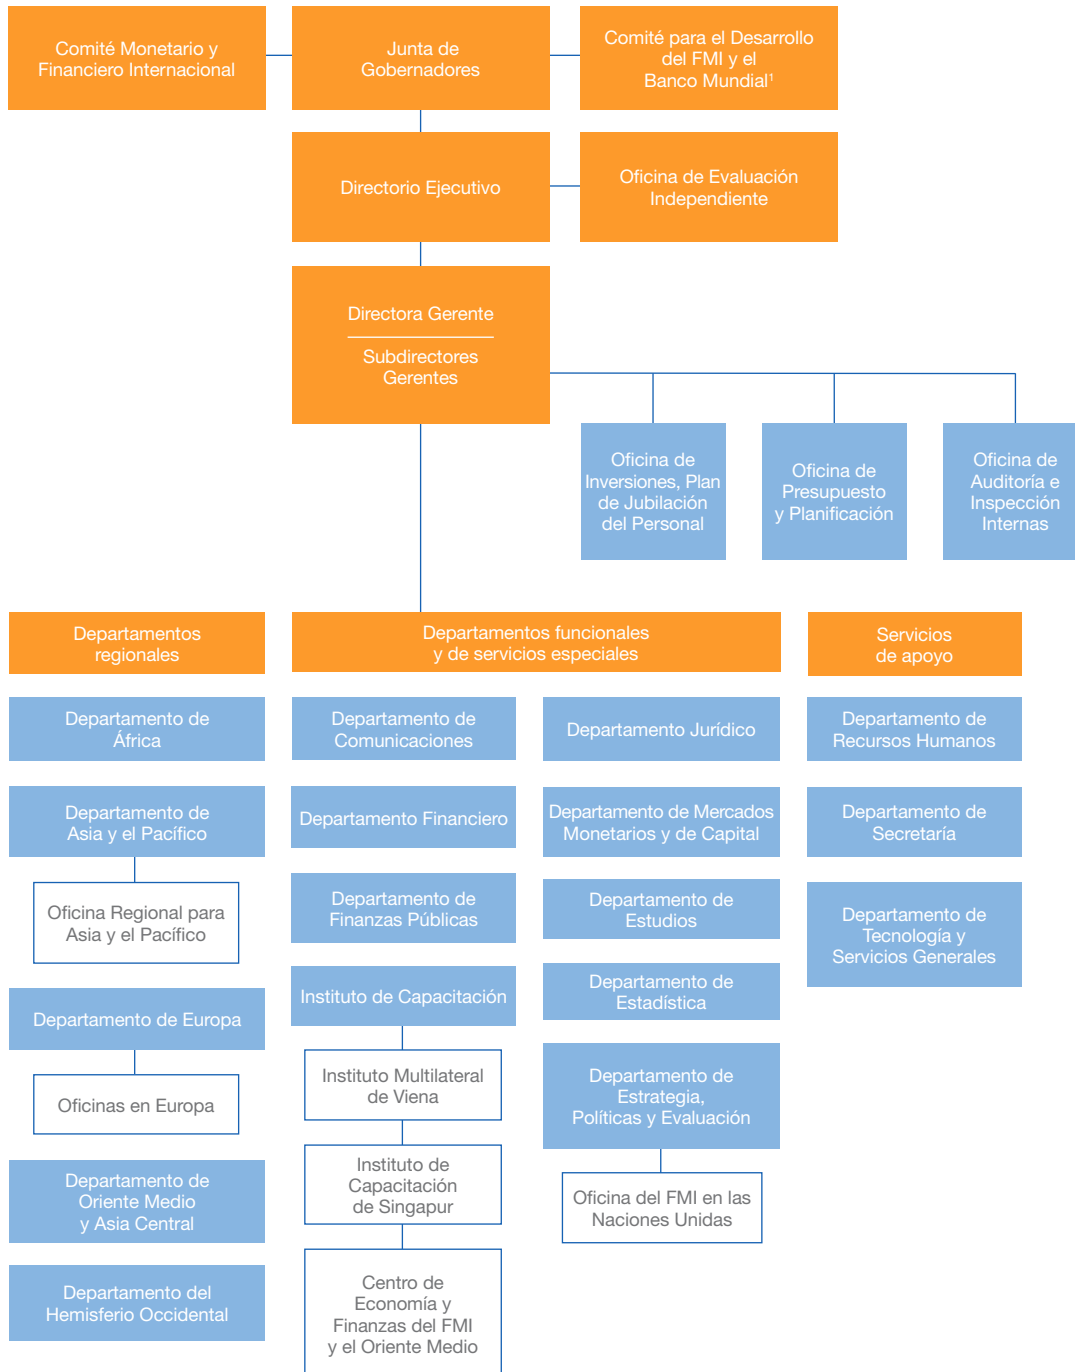 Comité Monetario y
Financiero Internacional
Junta de
Gobernadores
Comité para el Desarrollo
del FMI y el
Banco Mundial¹
Directorio Ejecutivo
Oficina de Evaluación
Independiente
Directora Gerente
Subdirectores
Gerentes
Oficina de
Inversiones, Plan
de Jubilación
del Personal
Oficina de
Presupuesto
y Planificación
Oficina de
Auditoría e
Inspección
Internas
Departamentos
regionales
Departamento de
África
Departamento de
Asia y el Pacífico
Oficina Regional para
Asia y el Pacífico
Departamento de Europa
Oficinas en Europa
Departamento de
Oriente Medio
y Asia Central
Departamento del
Hemisferio Occidental
Departamentos funcionales
y de servicios especiales
Departamento de
Comunicaciones
Departamento Financiero
Departamento de
Finanzas Públicas
Instituto de Capacitación
Instituto Multilateral
de Viena
Instituto de
Capacitación
de Singapur
Centro de
Economía y
Finanzas del FMI
y el Oriente Medio
Departamento Jurídico
Departamento de Mercados
Monetarios y de Capital
Departamento de
Estudios
Departamento de
Estadística
Departamento de
Estrategia,
Políticas y Evaluación
Oficina del FMI en las
Naciones Unidas
Servicios
de apoyo
Departamento de
Recursos Humanos
Departamento de
Secretaría
Departamento de
Tecnología y
Servicios Generales